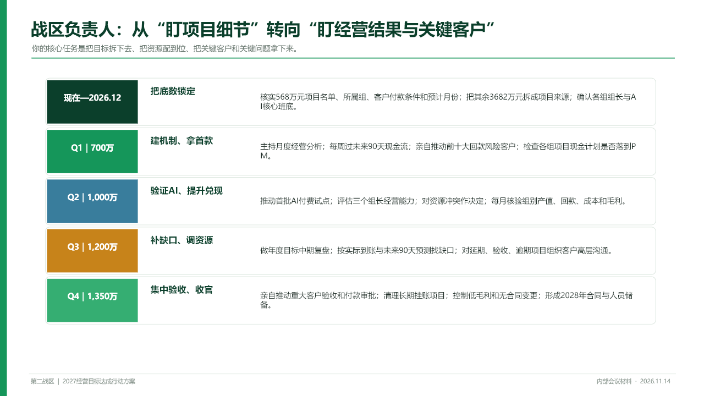 战区负责人：从“盯项目细节”转向“盯经营结果与关键客户”
你的核心任务是把目标拆下去、把资源配到位、把关键客户和关键问题拿下来。
现在—2026.12
把底数锁定
核实568万元项目名单、所属组、客户付款条件和预计月份；把其余3682万元拆成项目来源；确认各组组长与A
I核心班底。
Q1 | 700万
建机制、拿首款
主持月度经营分析；每周过未来90天现金流；亲自推动前十大回款风险客户；检查各组项目现金计划是否落到P
M。
Q2 | 1,000万
验证AI、提升兑现
推动首批AI付费试点；评估三个组长经营能力；对资源冲突作决定；每月核验组别产值、回款、成本和毛利。
Q3 | 1,200万
补缺口、调资源
做年度目标中期复盘；按实际到账与未来90天预测找缺口；对延期、验收、逾期项目组织客户高层沟通。
Q4 | 1,350万
集中验收、收官
亲自推动重大客户验收和付款审批；清理长期挂账项目；控制低毛利和无合同变更；形成2028年合同与人员储
备。
第二战区 | 2027经营目标达成行动方案
内部会议材料 · 2026.11.14